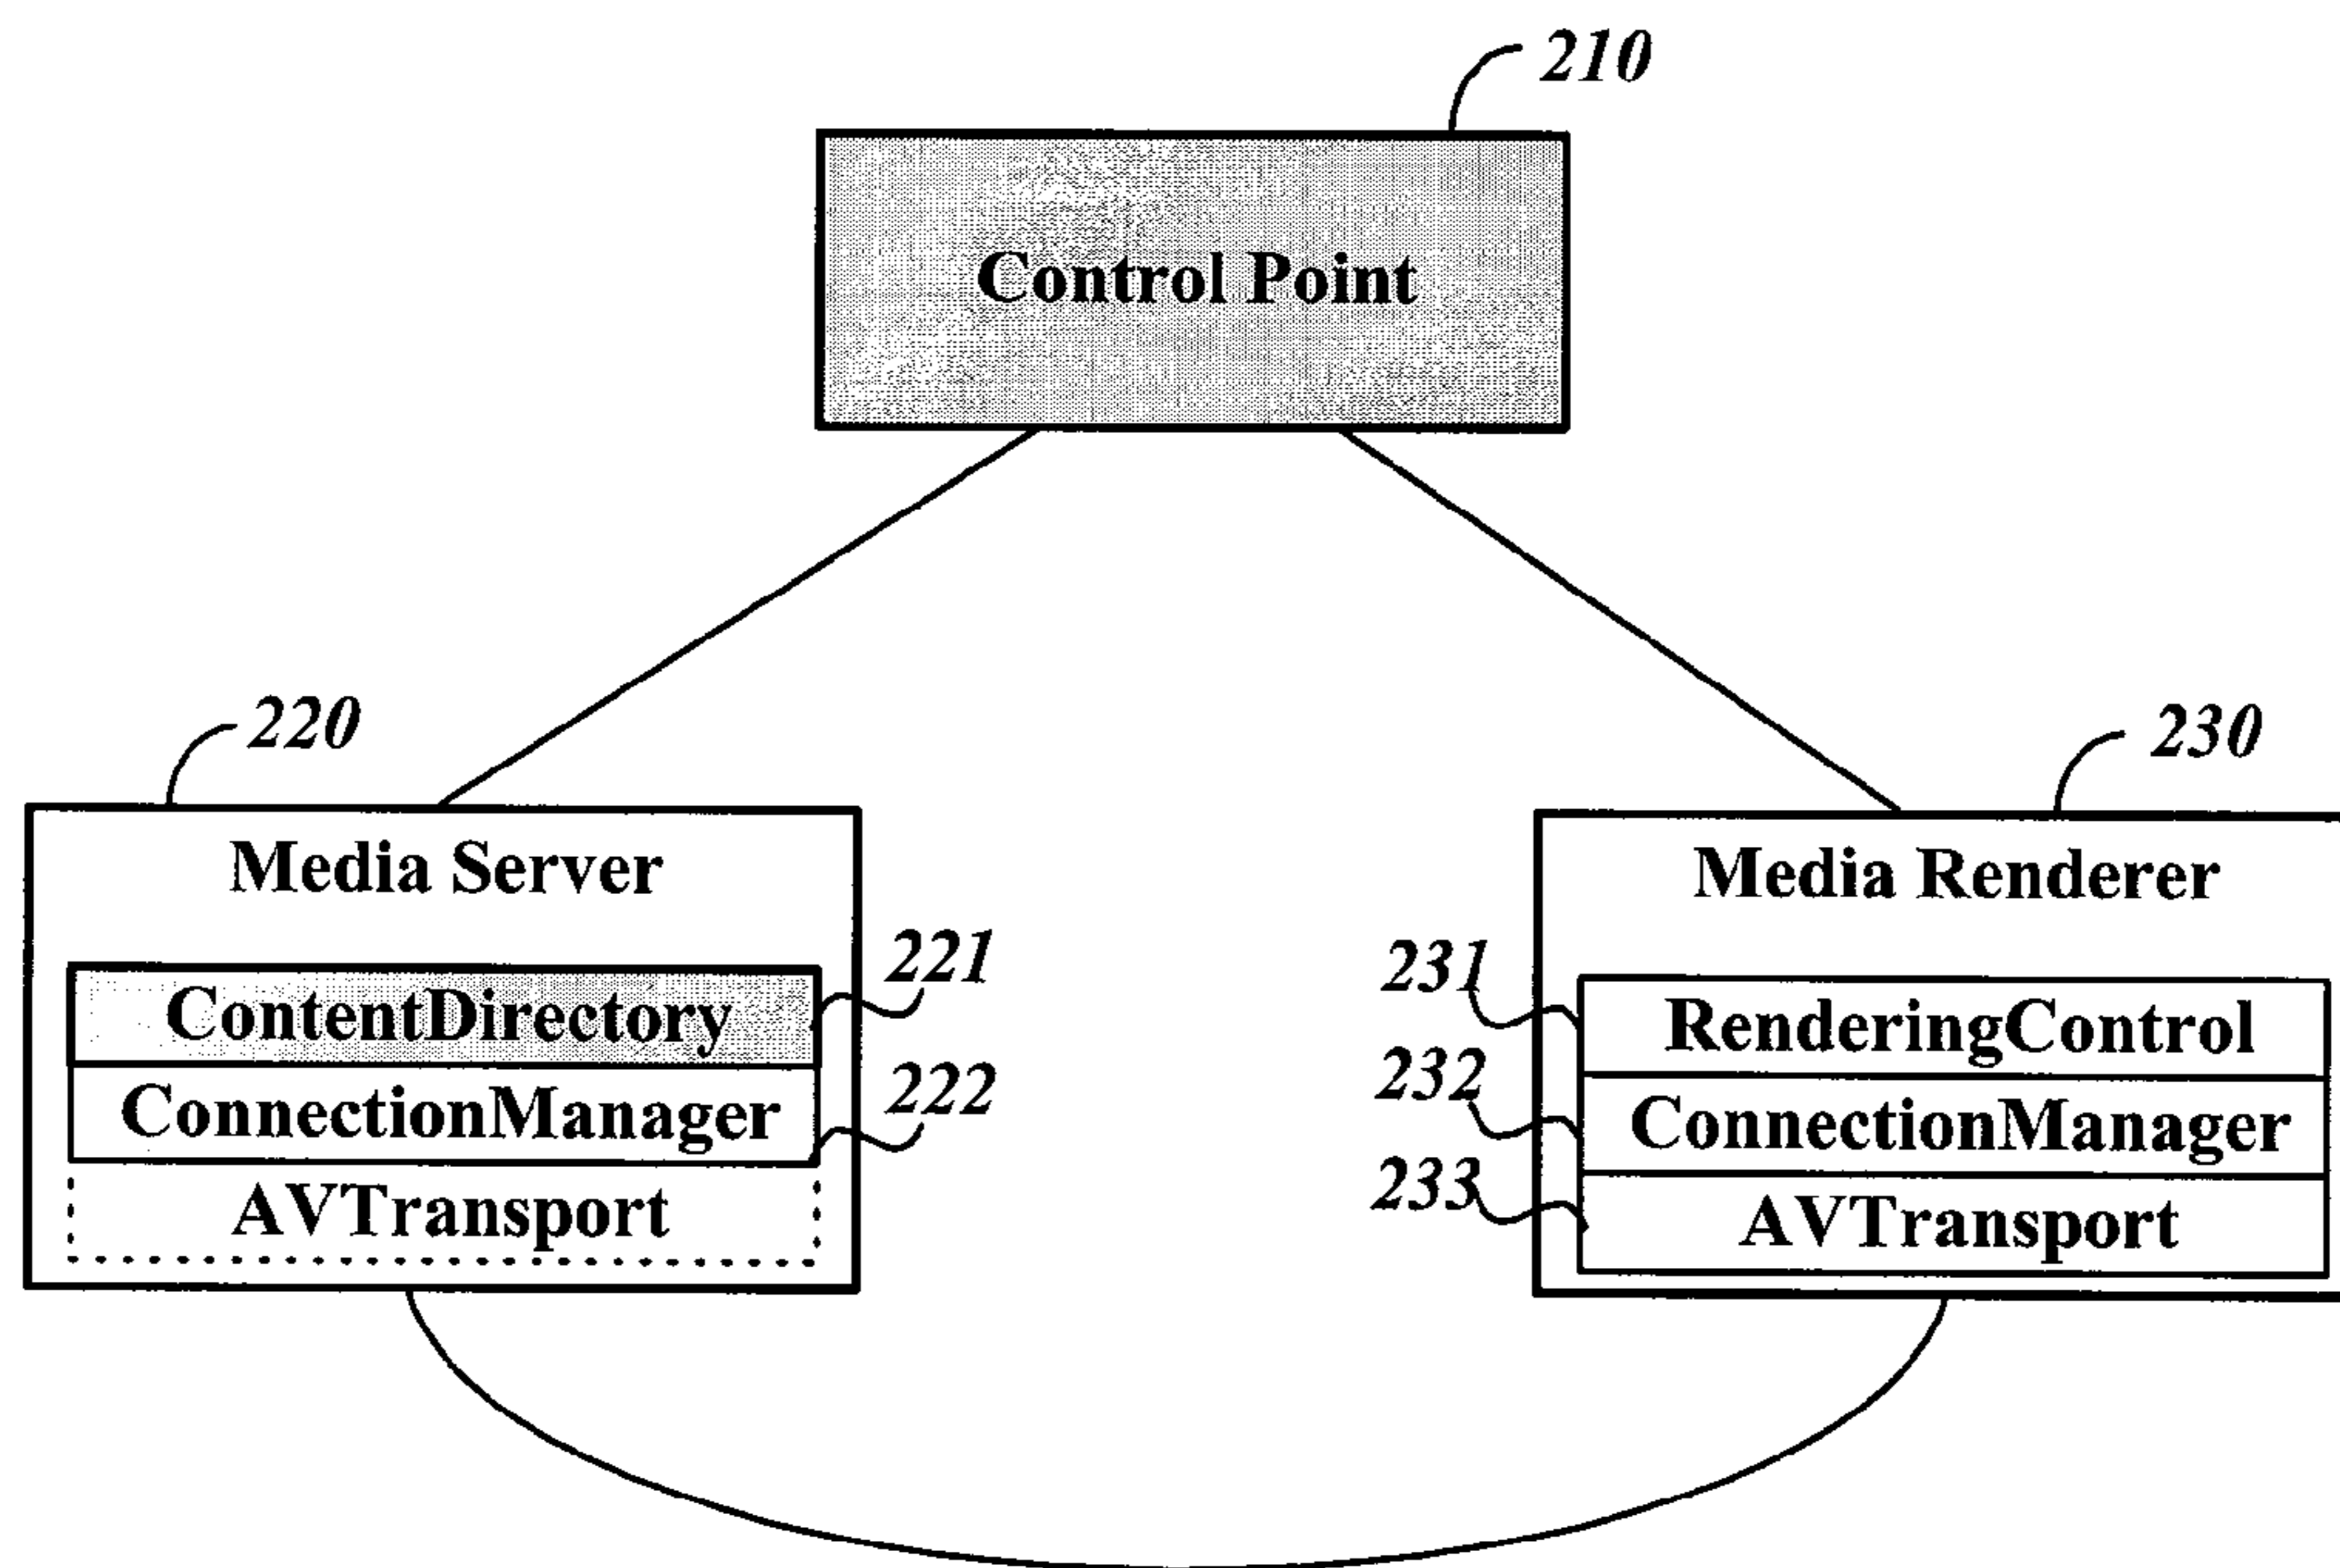 210
Control Point
220
230
Media Server
Media Renderer
221
231
ContentDirectory
RenderingControl
222
232
ConnectionManager
ConnectionManager
233
AVTransport
AVTransport